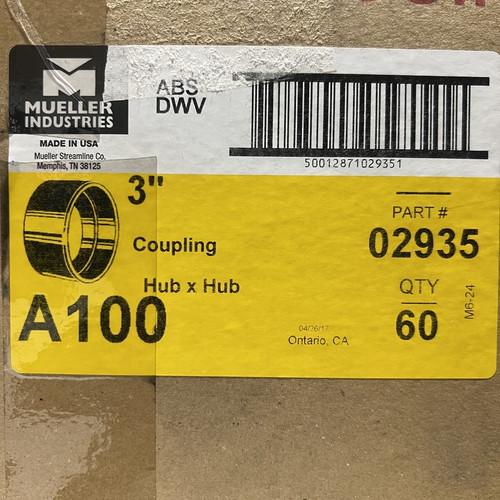 MUELLER
INDUSTRIES
MADE IN USA
Mueller Streamline Co.
Memphis, TN 38125
ABS
DWV
50012871029351
3"
Coupling
Hub x Hub
A100
PART #
02935
QTY
60
M6-24
04/26/17
Ontario, CA